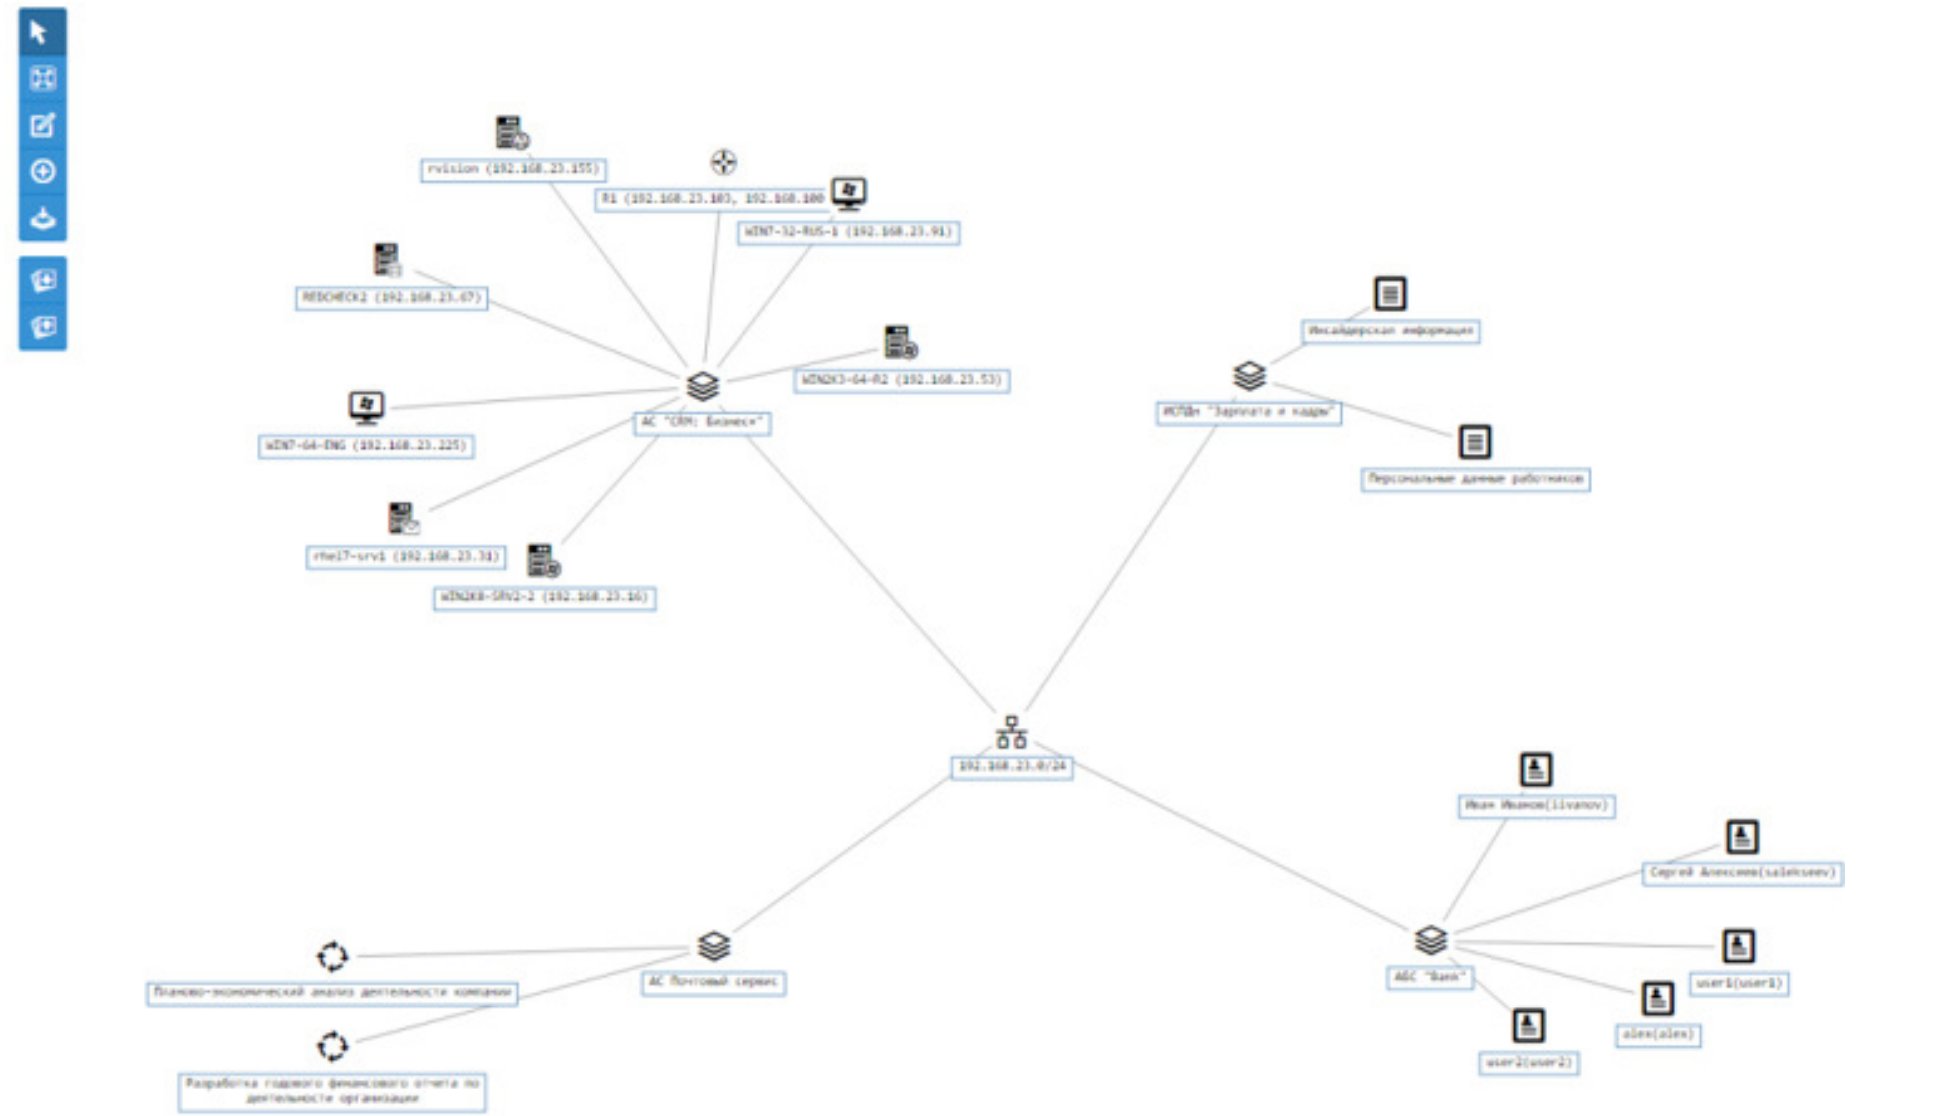 rvision (192.168.23.155)
R1 (192.168.23.103, 192.168.100
WIN7-32-RUS-1 (192.168.23.91)
REDCHECK2 (192.168.23.67)
WIN2K3-64-R2 (192.168.23.53)
АС "CRM: Бизнес"
WIN7-64-ENG (192.168.23.225)
rhel7-srv1 (192.168.23.31)
WIN2K8-SRV2-2 (192.168.23.16)
Инсайдерская информация
ИСПДн "Зарплата и кадры"
Персональные данные работников
192.168.23.0/24
Иван Иванов(iivanov)
Сергей Алексеев(salekseev)
АБС "Bank"
user1(user1)
alex(alex)
user2(user2)
АС Почтовый сервис
Планово-экономический анализ деятельности компании
Разработка годового финансового отчета по
деятельности организации